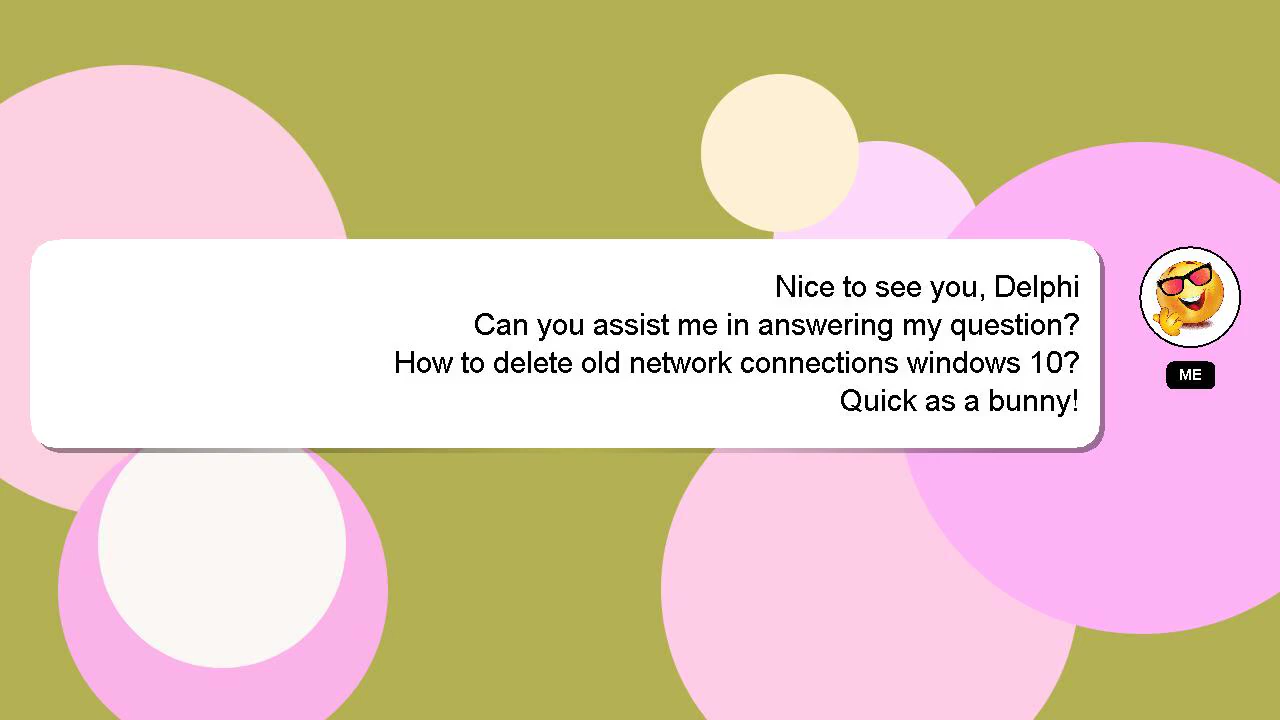 Nice to see you, Delphi
Can you assist me in answering my question?
How to delete old network connections windows 10?
Quick as a bunny!
ME